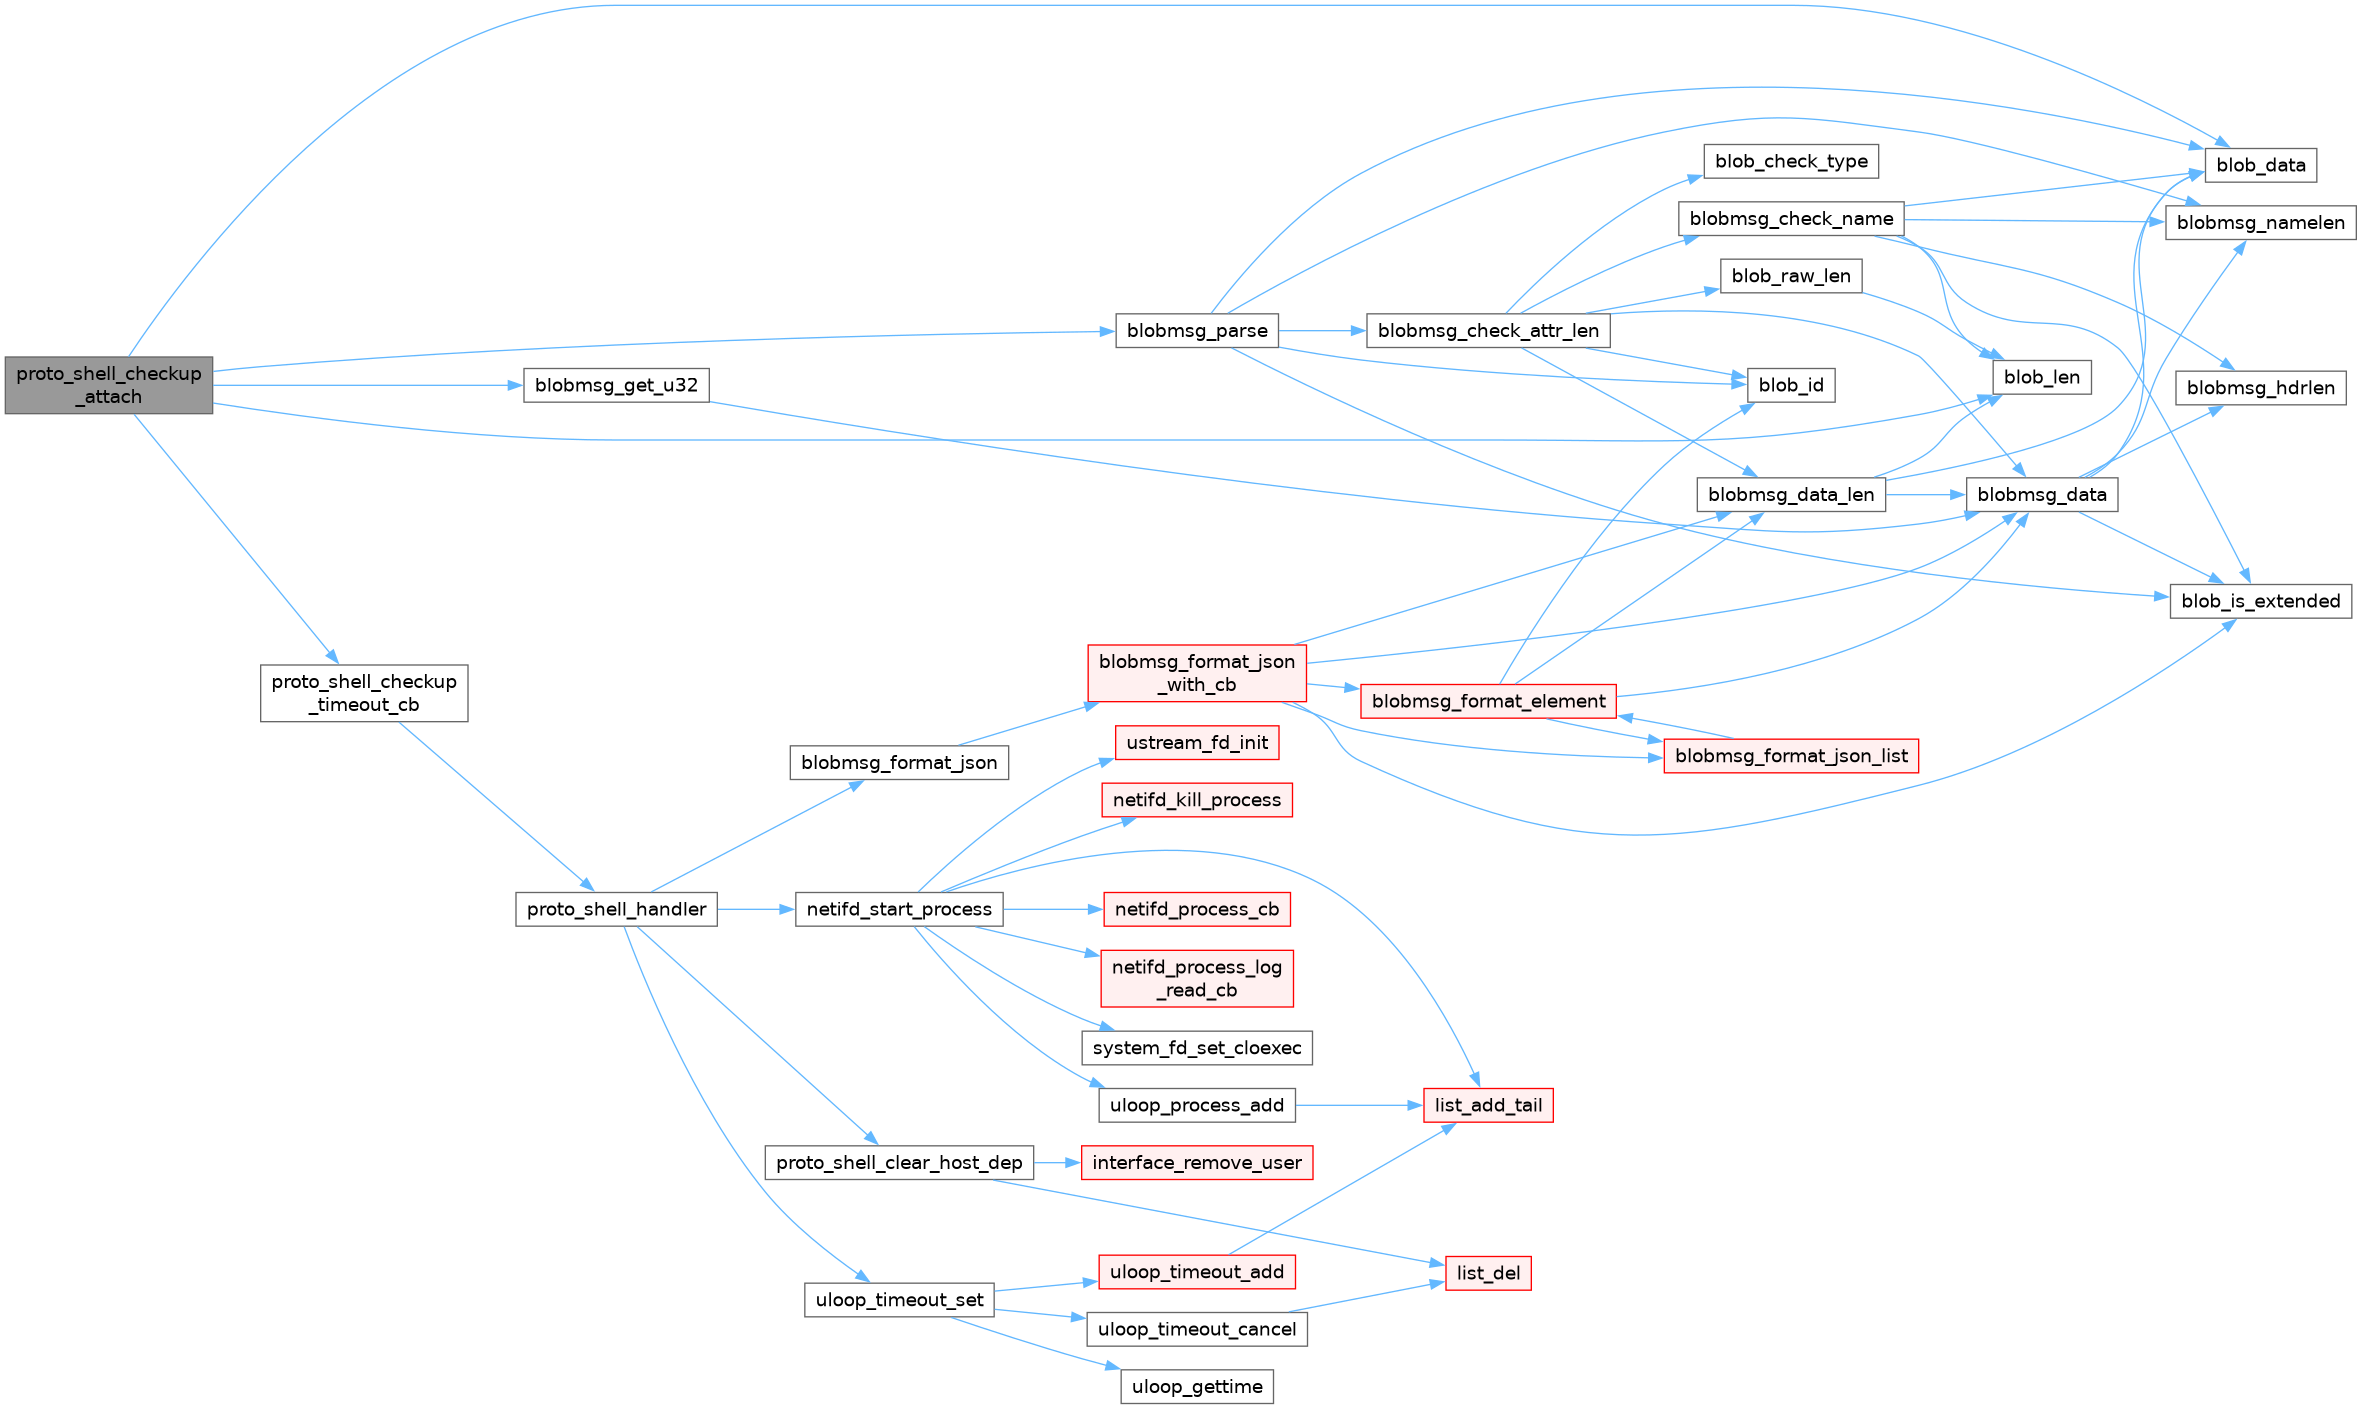 proto_shell_checkup
_attach
blob_data
blobmsg_parse
blobmsg_get_u32
blob_len
proto_shell_checkup
_timeout_cb
blobmsg_namelen
blobmsg_check_attr_len
blob_id
blob_is_extended
blob_check_type
blobmsg_check_name
blob_raw_len
blobmsg_data_len
blobmsg_data
blobmsg_hdrlen
proto_shell_handler
blobmsg_format_json
netifd_start_process
proto_shell_clear_host_dep
uloop_timeout_set
blobmsg_format_json
_with_cb
blobmsg_format_element
blobmsg_format_json_list
ustream_fd_init
netifd_kill_process
netifd_process_cb
netifd_process_log
_read_cb
system_fd_set_cloexec
uloop_process_add
list_add_tail
interface_remove_user
list_del
uloop_timeout_add
uloop_timeout_cancel
uloop_gettime